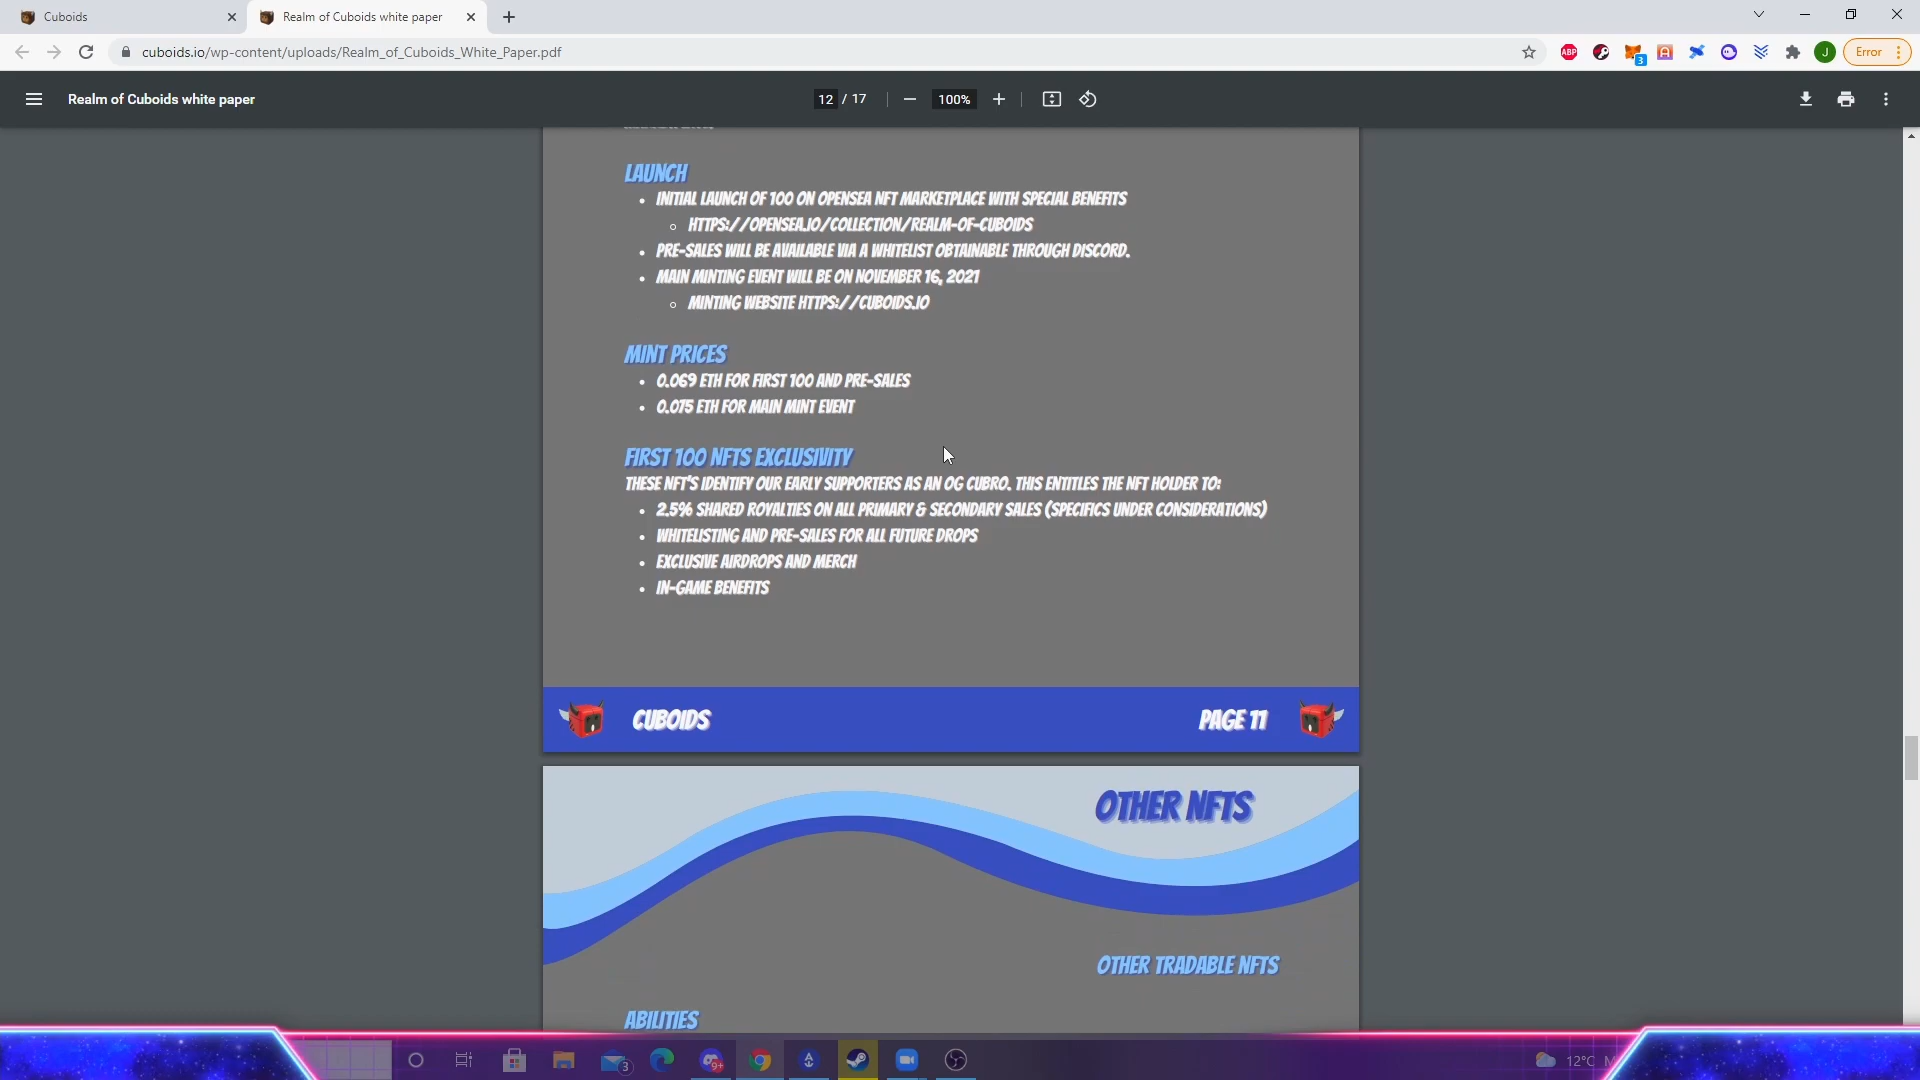 Cuboids
Realm of Cuboids white paper
cuboids.io/wp-content/uploads/Realm_of_Cuboids_White_Paper.pdf
ABP
3
J
Error
Realm of Cuboids white paper
12 / 17
100%
LAUNCH
• INITIAL LAUNCH OF 100 ON OPENSEA NFT MARKETPLACE WITH SPECIAL BENEFITS
○ HTTPS://OPENSEA.IO/COLLECTION/REALM-OF-CUBOIDS
• PRE-SALES WILL BE AVAILABLE VIA A WHITELIST OBTAINABLE THROUGH DISCORD.
• MAIN MINTING EVENT WILL BE ON NOVEMBER 16, 2021
○ MINTING WEBSITE HTTPS://CUBOIDS.IO
MINT PRICES
• 0.069 ETH FOR FIRST 100 AND PRE-SALES
• 0.075 ETH FOR MAIN MINT EVENT
FIRST 100 NFTS EXCLUSIVITY
THESE NFT'S IDENTIFY OUR EARLY SUPPORTERS AS AN OG CUBRO. THIS ENTITLES THE NFT HOLDER TO:
• 2.5% SHARED ROYALTIES ON ALL PRIMARY & SECONDARY SALES (SPECIFICS UNDER CONSIDERATIONS)
• WHITELISTING AND PRE-SALES FOR ALL FUTURE DROPS
• EXCLUSIVE AIRDROPS AND MERCH
• IN-GAME BENEFITS
CUBOIDS
PAGE 11
OTHER NFTS
OTHER TRADABLE NFTS
ABILITIES
3
9+
12°C